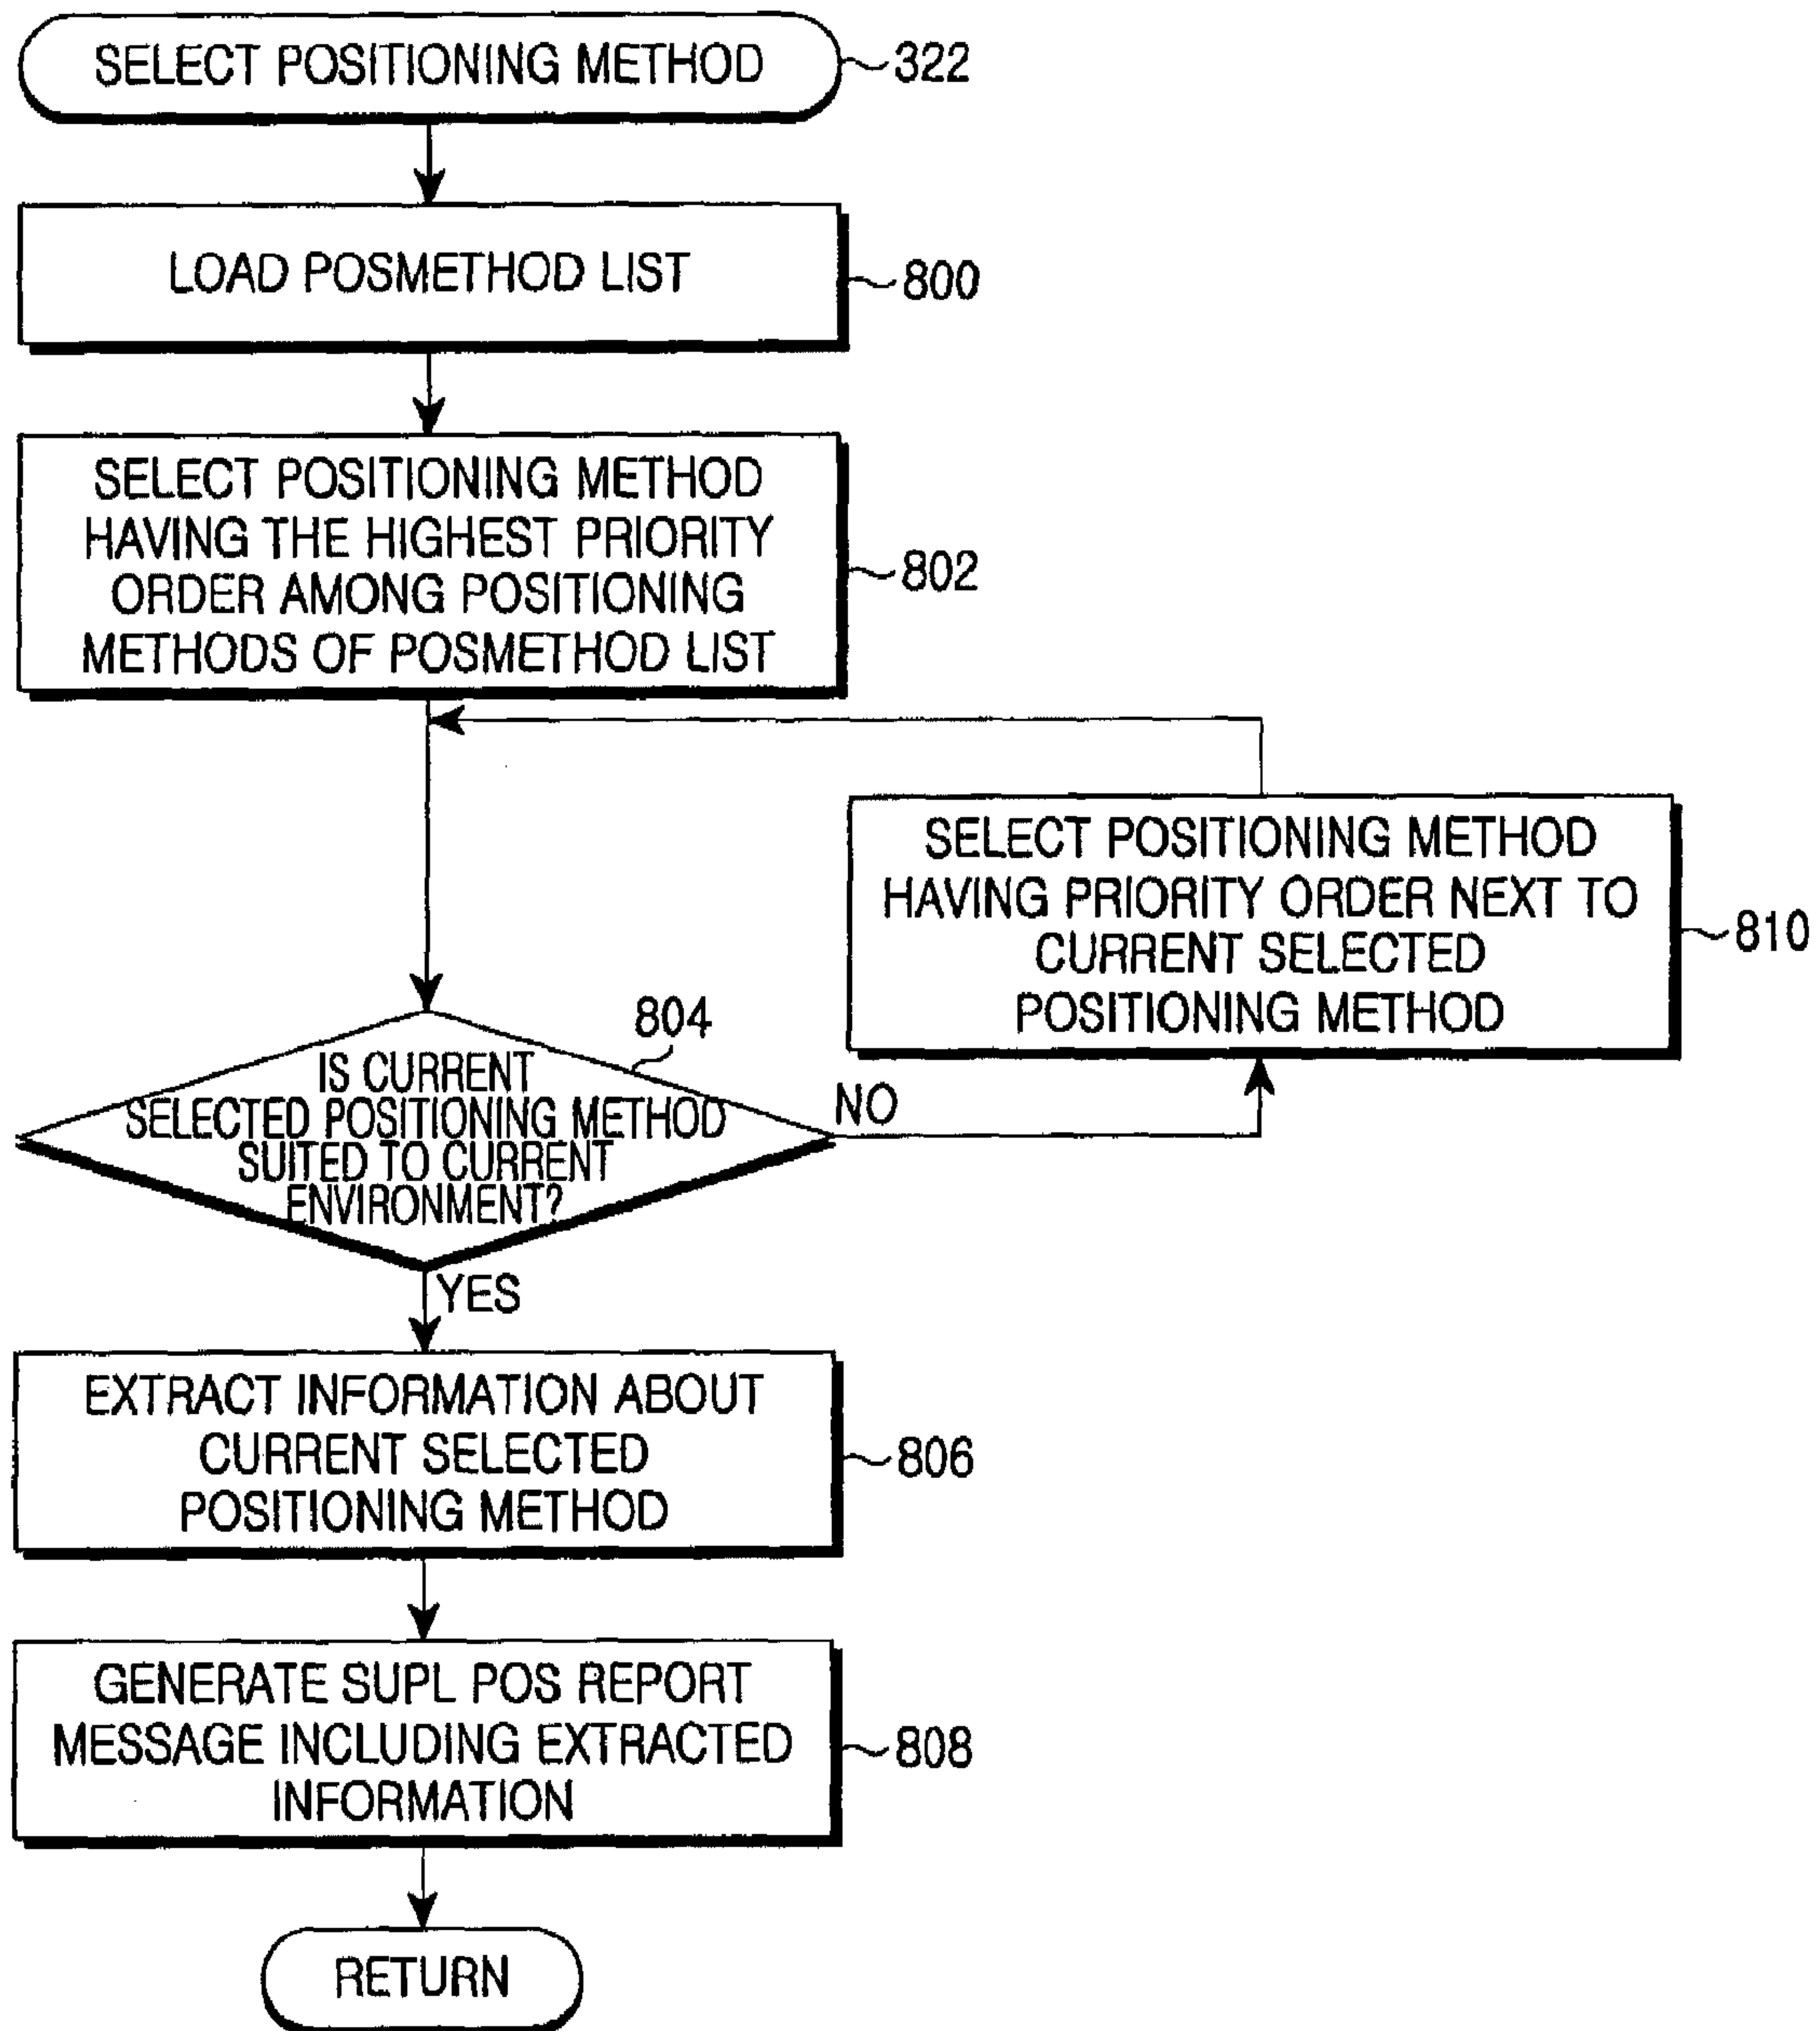 SELECT POSITIONING METHOD
322
LOAD POSMETHOD LIST
800
SELECT POSITIONING METHOD
HAVING THE HIGHEST PRIORITY
ORDER AMONG POSITIONING
METHODS OF POSMETHOD LIST
802
SELECT POSITIONING METHOD
HAVING PRIORITY ORDER NEXT TO
CURRENT SELECTED
POSITIONING METHOD
810
804
IS CURRENT
SELECTED POSITIONING METHOD
SUITED TO CURRENT
ENVIRONMENT?
NO
YES
EXTRACT INFORMATION ABOUT
CURRENT SELECTED
POSITIONING METHOD
806
GENERATE SUPL POS REPORT
MESSAGE INCLUDING EXTRACTED
INFORMATION
808
RETURN